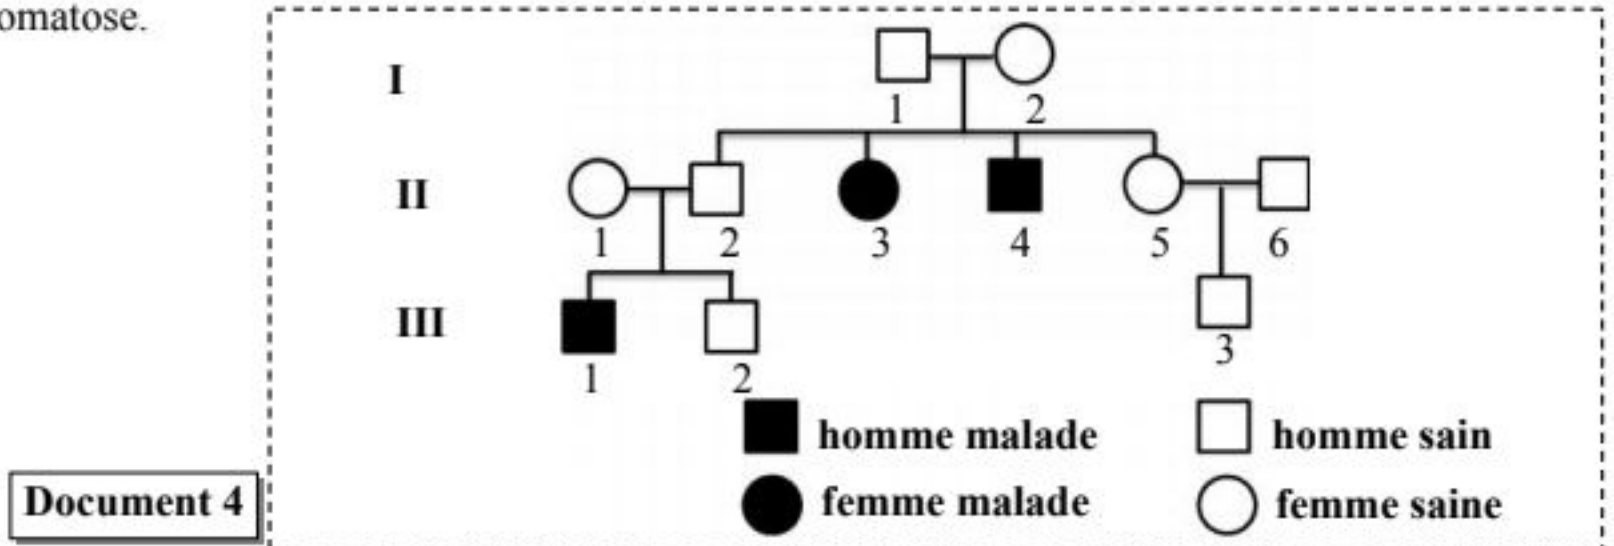 omatose.
I
1 2
II
1 2 3 4 5 6
III
1 2 3
homme malade homme sain
femme malade femme saine
Document 4